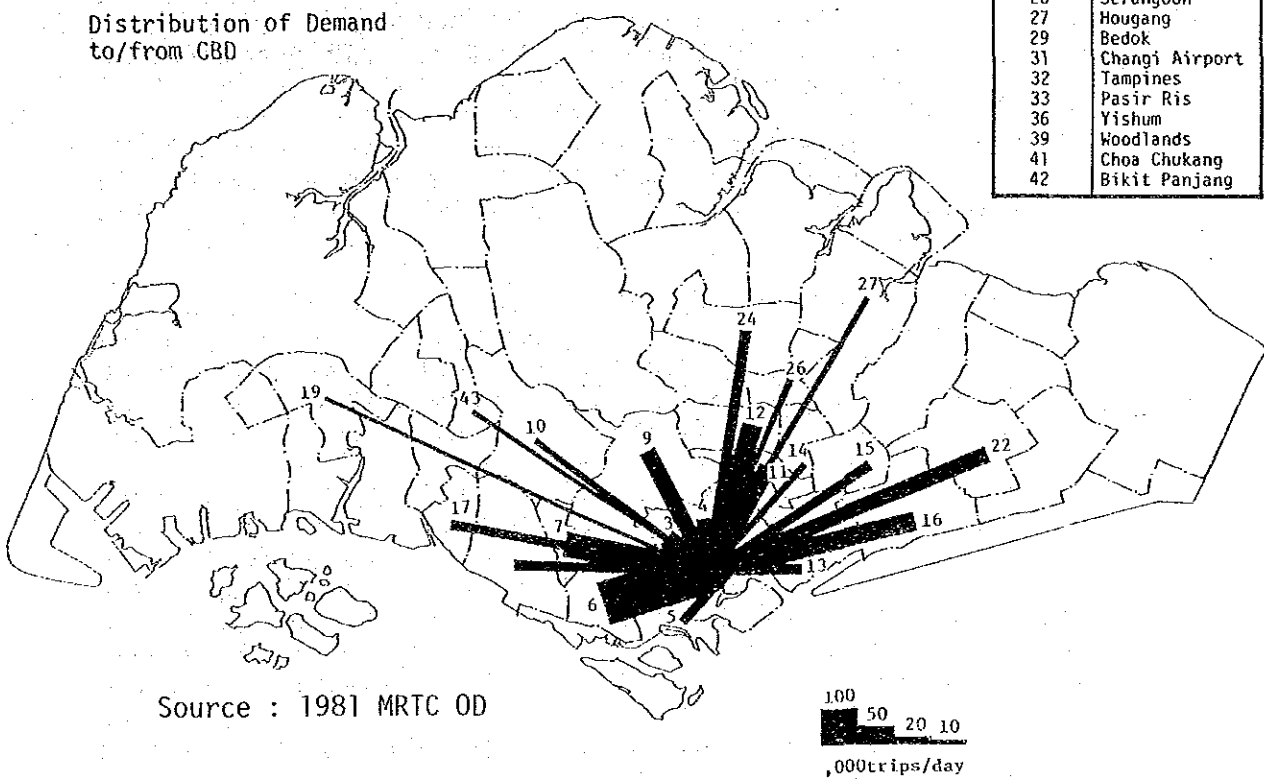 Distribution of Demand
to/from CBD
27 Hougang
29 Bedok
31 Changi Airport
32 Tampines
33 Pasir Ris
36 Yishum
39 Woodlands
41 Choa Chukang
42 Bikit Panjang
27
24
26
19
43
12
10
9
14
15
11
22
17
4
16
7
3
13
6
5
Source : 1981 MRTC OD
100
50
20 10
,000trips/day